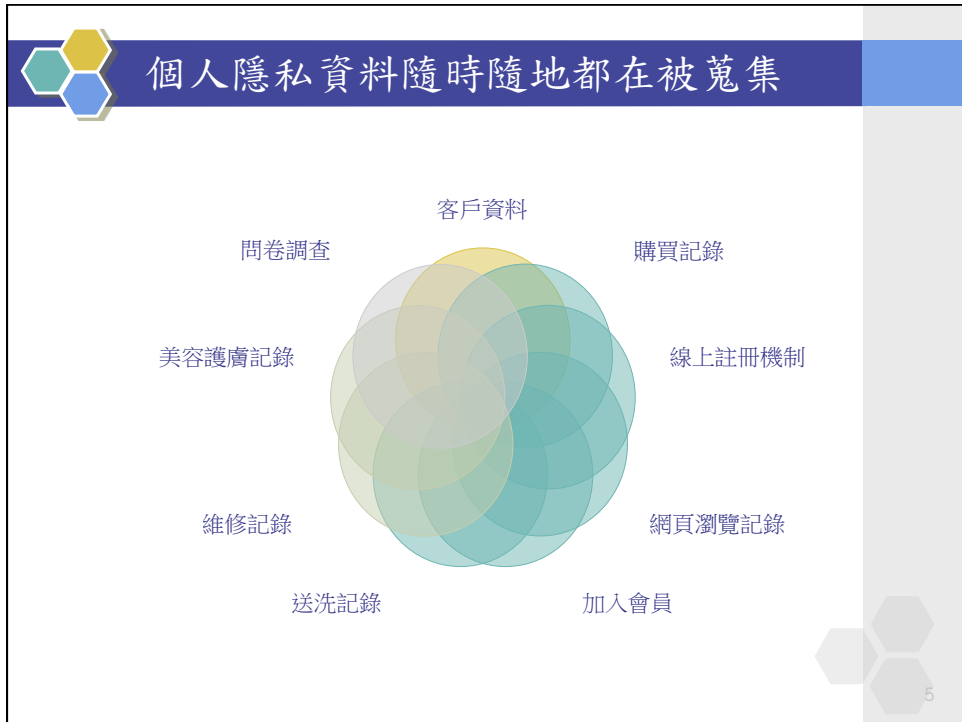 個人隱私資料隨時隨地都在被蒐集
客戶資料
問卷調查
購買記錄
美容護膚記錄
線上註冊機制
維修記錄
網頁瀏覽記錄
送洗記錄
加入會員
5